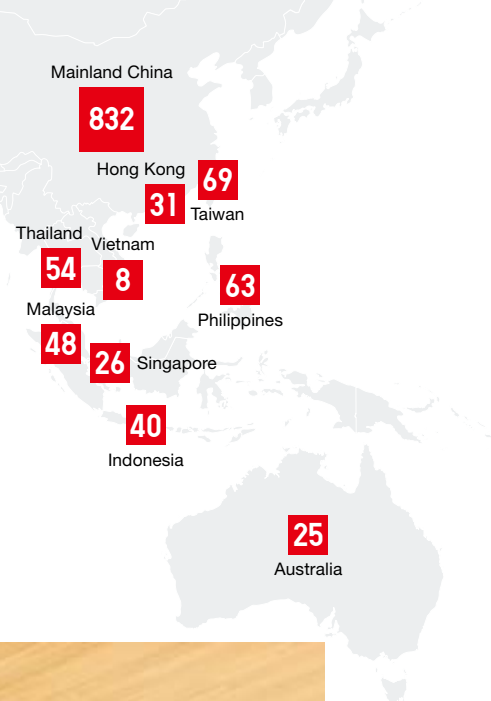 Mainland China
832
Hong Kong
31
69
Taiwan
Thailand
54
Vietnam
8
63
Philippines
Malaysia
48
26
Singapore
40
Indonesia
25
Australia